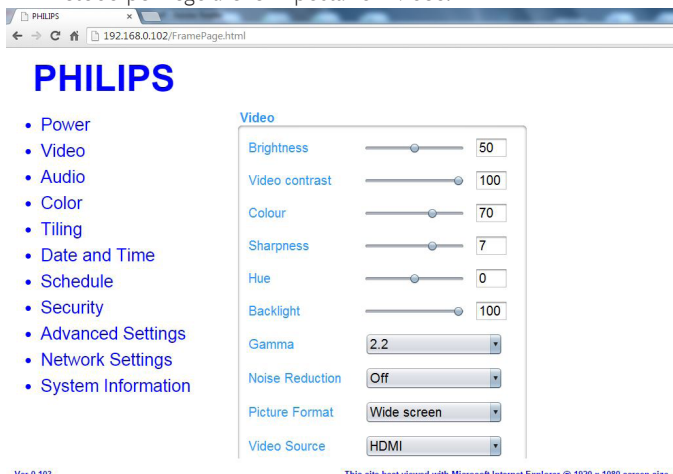 PHILIPS
192.168.0.102/FramePage.html
PHILIPS
Power
Video
Audio
Color
Tiling
Date and Time
Schedule
Security
Advanced Settings
Network Settings
System Information
Video
Brightness 50
Video contrast 100
Colour 70
Sharpness 7
Hue 0
Backlight 100
Gamma 2.2
Noise Reduction Off
Picture Format Wide screen
Video Source HDMI
Ver 0.103
This site best viewed with Microsoft Internet Explorer @ 1920 x 1080 screen size